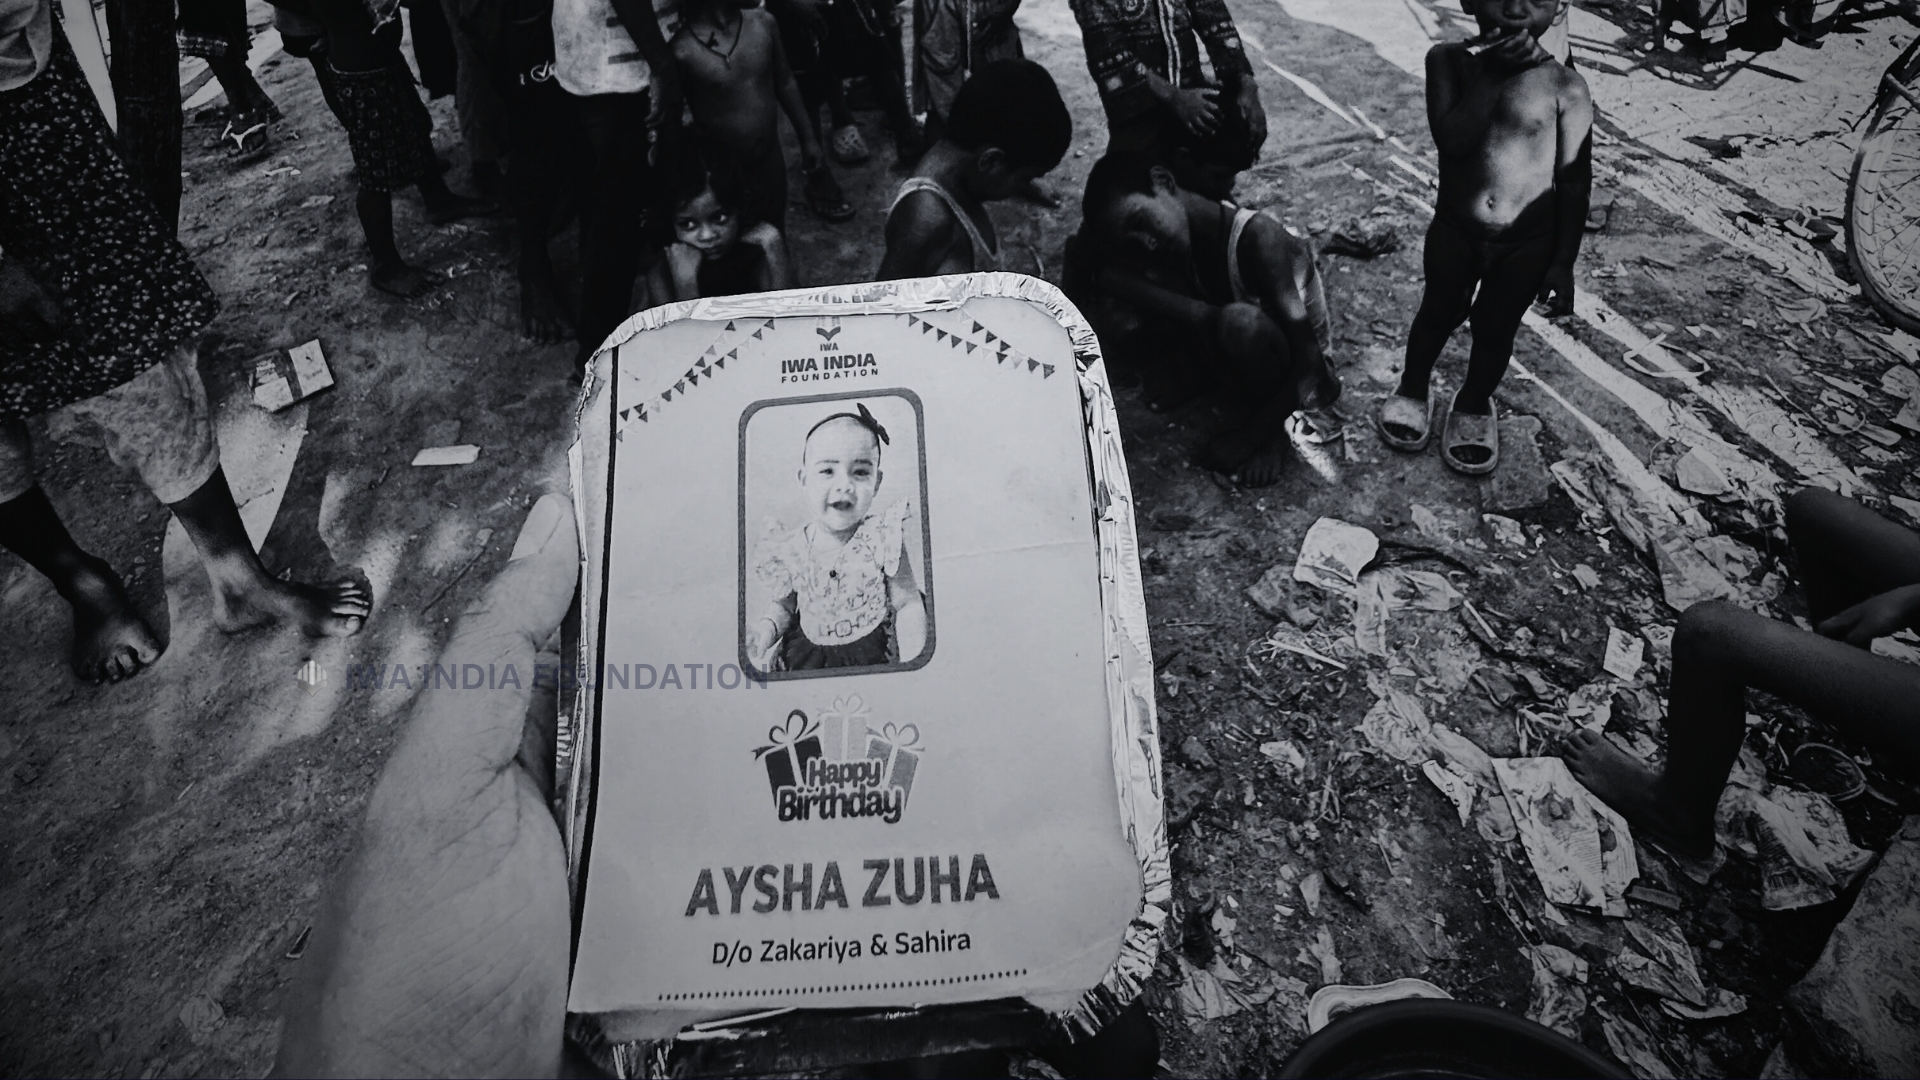 IWA
IWA INDIA
FOUNDATION
IWA INDIA FOUNDATION
Happy
Birthday
AYSHA ZUHA
D/o Zakariya & Sahira